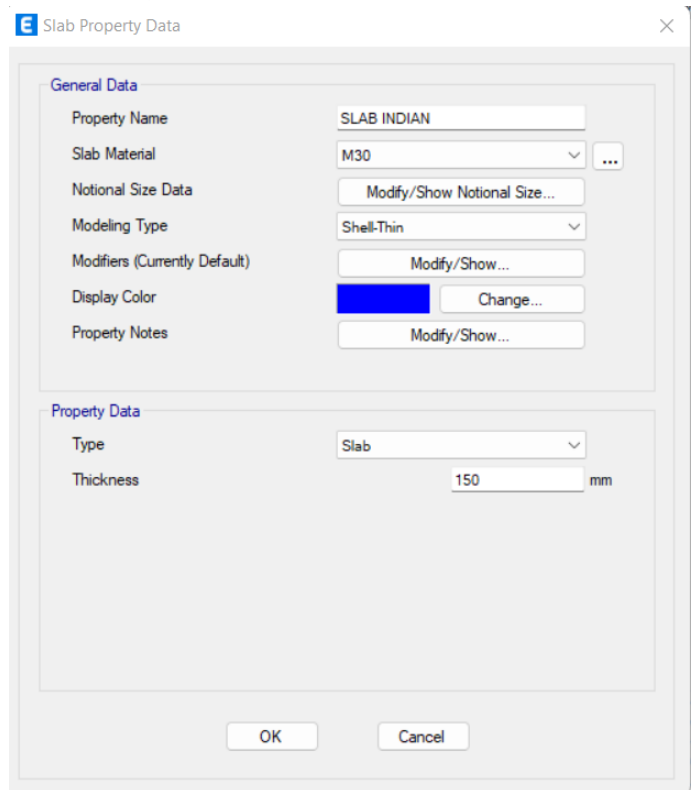 E Slab Property Data
General Data
Property Name SLAB INDIAN
Slab Material M30 ...
Notional Size Data Modify/Show Notional Size...
Modeling Type Shell-Thin
Modifiers (Currently Default) Modify/Show...
Display Color Change...
Property Notes Modify/Show...
Property Data
Type Slab
Thickness 150 mm
OK Cancel